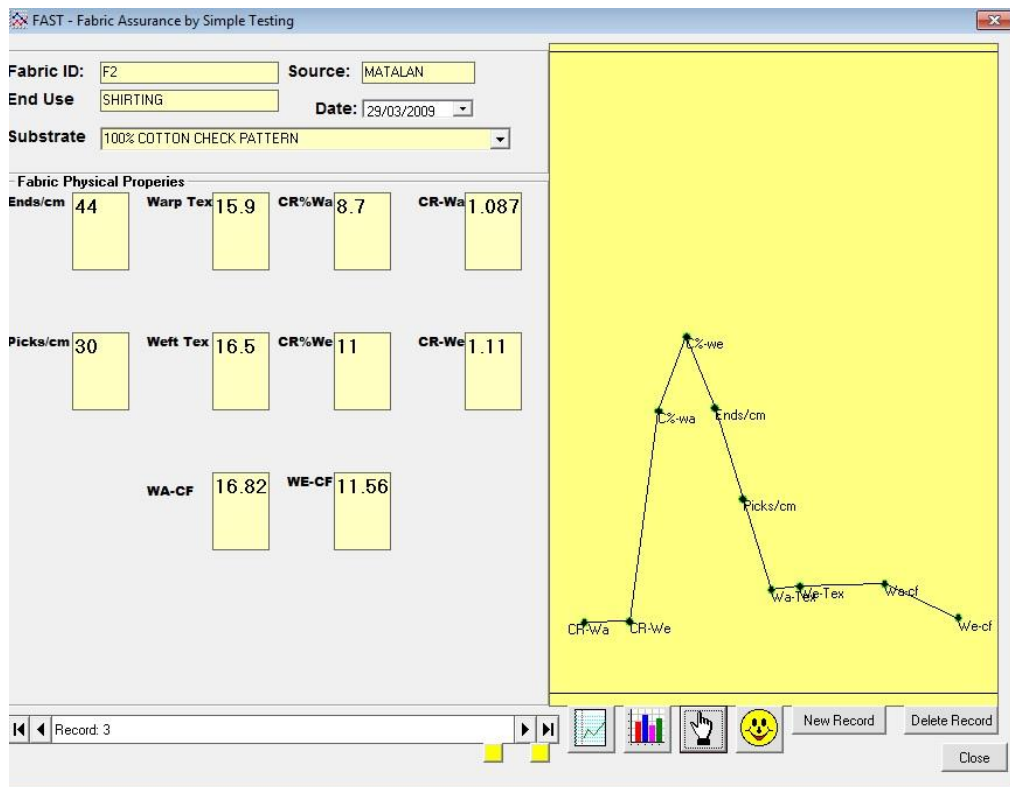 FAST - Fabric Assurance by Simple Testing
Fabric ID: F2 Source: MATALAN
End Use SHIRTING Date: 29/03/2009
Substrate 100% COTTON CHECK PATTERN
Fabric Physical Properies
Ends/cm 44 Warp Tex 15.9 CR%Wa 8.7 CR-Wa 1.087
Picks/cm 30 Weft Tex 16.5 CR%We 11 CR-We 1.11
WA-CF 16.82 WE-CF 11.56
C%-we
C%-wa Ends/cm
Picks/cm
Wa-Tex We-Tex Wa-cf
CR-Wa CR-We We-cf
Record: 3
New Record Delete Record
Close